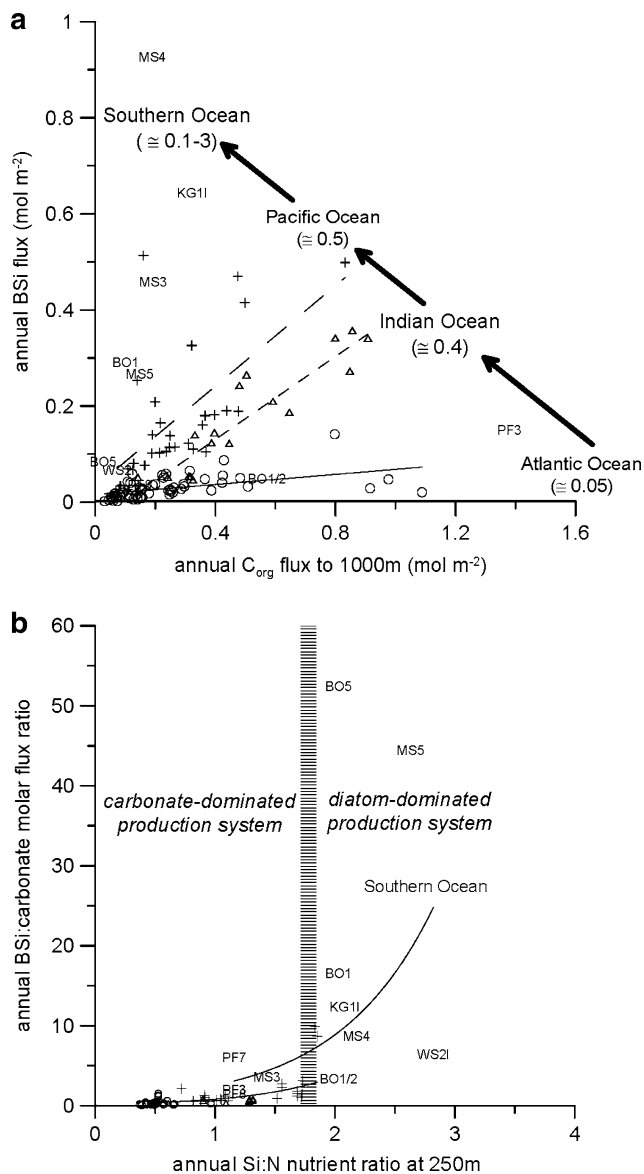 a
1
MS4
0.8
Southern Ocean
(≅ 0.1-3)
KG1I
0.6
Pacific Ocean
(≅ 0.5)
MS3
0.4
Indian Ocean
(≅ 0.4)
BO1
MS5
0.2
PF3
BO5
WS2I
BO1/2
Atlantic Ocean
(≅ 0.05)
0
0 0.4 0.8 1.2 1.6
annual BSi flux (mol m-2)
annual Corg flux to 1000m (mol m-2)
b
60
BO5
50
MS5
40
carbonate-dominated
production system
diatom-dominated
production system
30
Southern Ocean
20
BO1
KG1I
10
MS4
PF7
WS2I
MS3
BO1/2
PF3
0
0 1 2 3 4
annual BSi:carbonate molar flux ratio
annual Si:N nutrient ratio at 250m